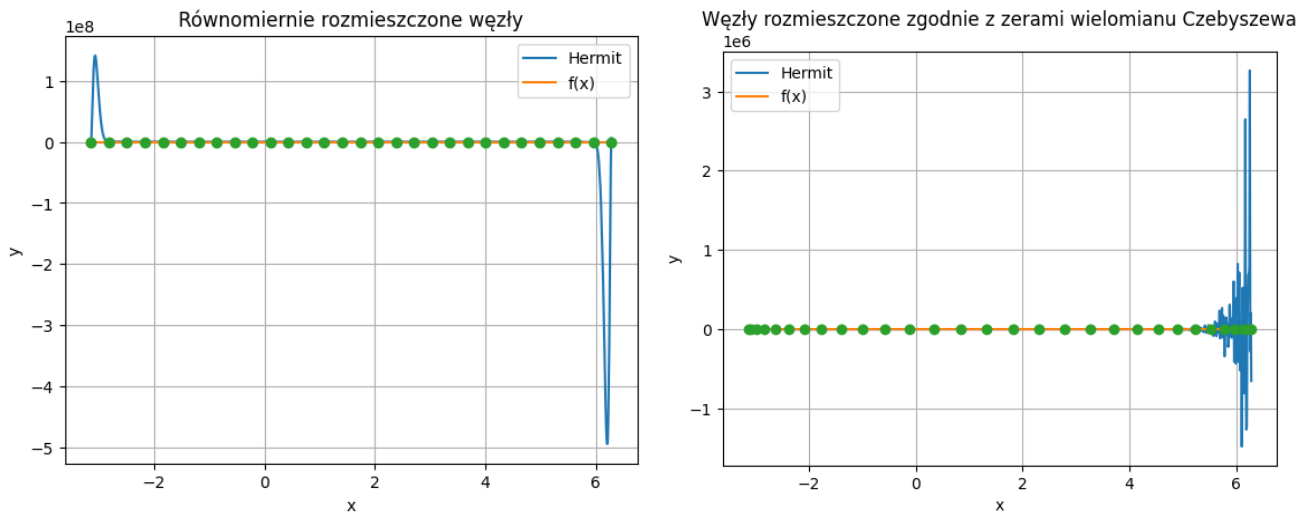 Równomiernie rozmieszczone węzły
1e8
Hermit
f(x)
1
0
−1
−2
−3
−4
−5
y
−2
0
2
4
6
x
Węzły rozmieszczone zgodnie z zerami wielomianu Czebyszewa
1e6
Hermit
f(x)
3
2
1
0
−1
y
−2
0
2
4
6
x